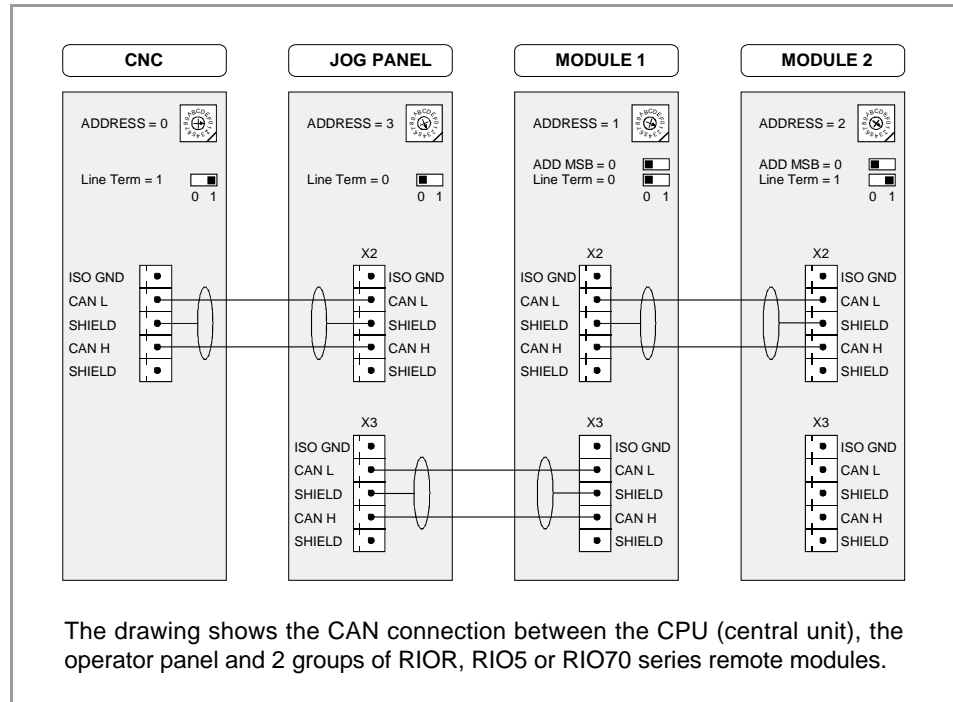 CNC
JOG PANEL
MODULE 1
MODULE 2
ADDRESS = 0
ADDRESS = 3
ADDRESS = 1
ADDRESS = 2
ADD MSB = 0
ADD MSB = 0
Line Term = 1
Line Term = 0
Line Term = 0
Line Term = 1
0 1
0 1
0 1
0 1
X2
X2
X2
ISO GND
ISO GND
ISO GND
ISO GND
CAN L
CAN L
CAN L
CAN L
SHIELD
SHIELD
SHIELD
SHIELD
CAN H
CAN H
CAN H
CAN H
SHIELD
SHIELD
SHIELD
SHIELD
X3
X3
X3
ISO GND
ISO GND
ISO GND
CAN L
CAN L
CAN L
SHIELD
SHIELD
SHIELD
CAN H
CAN H
CAN H
SHIELD
SHIELD
SHIELD
The drawing shows the CAN connection between the CPU (central unit), the
operator panel and 2 groups of RIOR, RIO5 or RIO70 series remote modules.